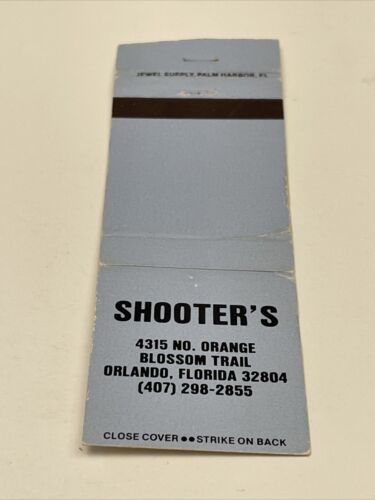 JEWEL SUPPLY, PALM HARBOR, FL
SHOOTER'S
4315 NO. ORANGE
BLOSSOM TRAIL
ORLANDO, FLORIDA 32804
(407) 298-2855
CLOSE COVER ●● STRIKE ON BACK